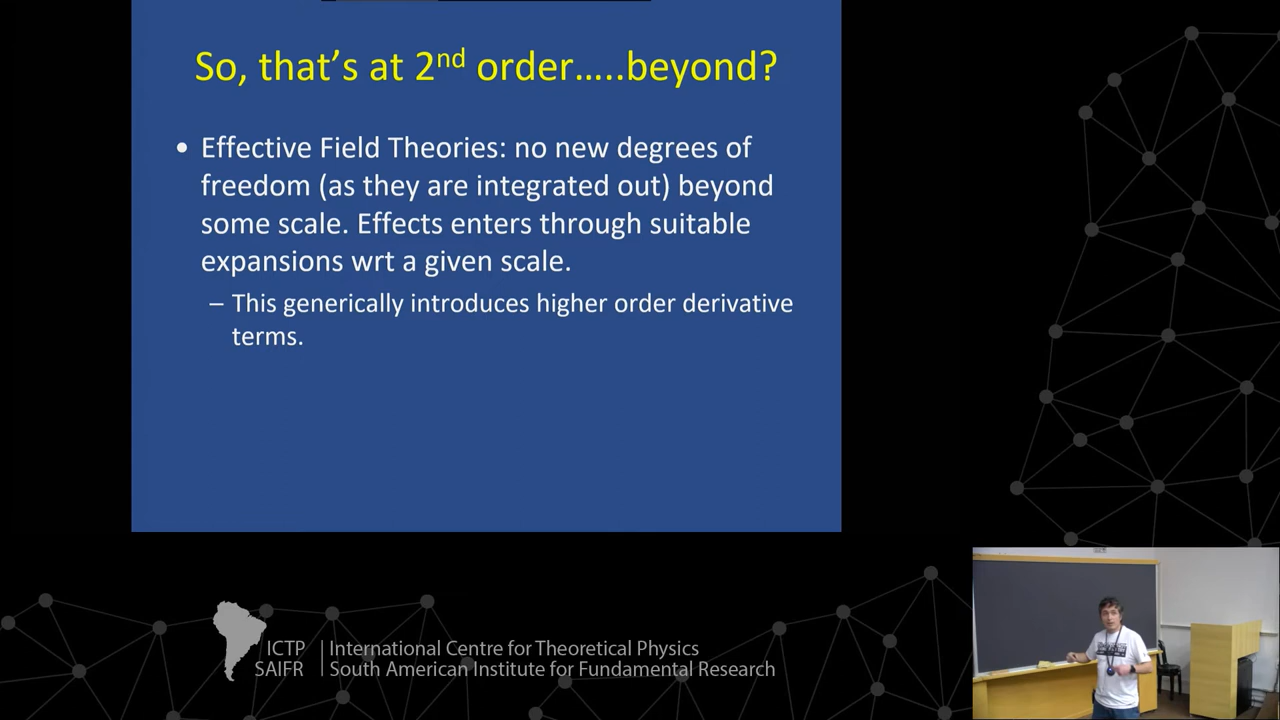 So, that's at 2nd order.....beyond?
• Effective Field Theories: no new degrees of
freedom (as they are integrated out) beyond
some scale. Effects enters through suitable
expansions wrt a given scale.
– This generically introduces higher order derivative
terms.
ICTP
SAIFR
International Centre for Theoretical Physics
South American Institute for Fundamental Research